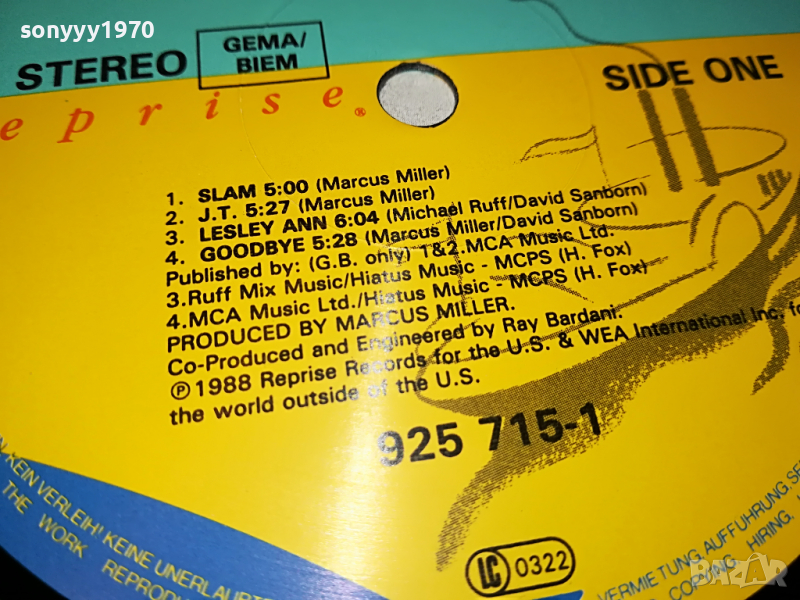 sonyyy1970
STEREO
GEMA/
BIEM
SIDE ONE
eprise®
1. SLAM 5:00 (Marcus Miller)
2. J.T. 5:27 (Marcus Miller)
3. LESLEY ANN 6:04 (Michael Ruff/David Sanborn)
4. GOODBYE 5:28 (Marcus Miller/David Sanborn)
Published by: (G.B. only) 1&2.MCA Music Ltd.
3.Ruff Mix Music/Hiatus Music - MCPS (H. Fox)
4.MCA Music Ltd./Hiatus Music - MCPS (H. Fox)
PRODUCED BY MARCUS MILLER.
Co-Produced and Engineered by Ray Bardani.
℗ 1988 Reprise Records for the U.S. & WEA International Inc. for
the world outside of the U.S.
925 715-1
LC 0322
KEIN VERLEIH! KEINE UNERLAUBTE
THE WORK REPRODU
VERMIETUNG, AUFFÜHRUNG, SE
COPYING, HIRING,
BAZAR